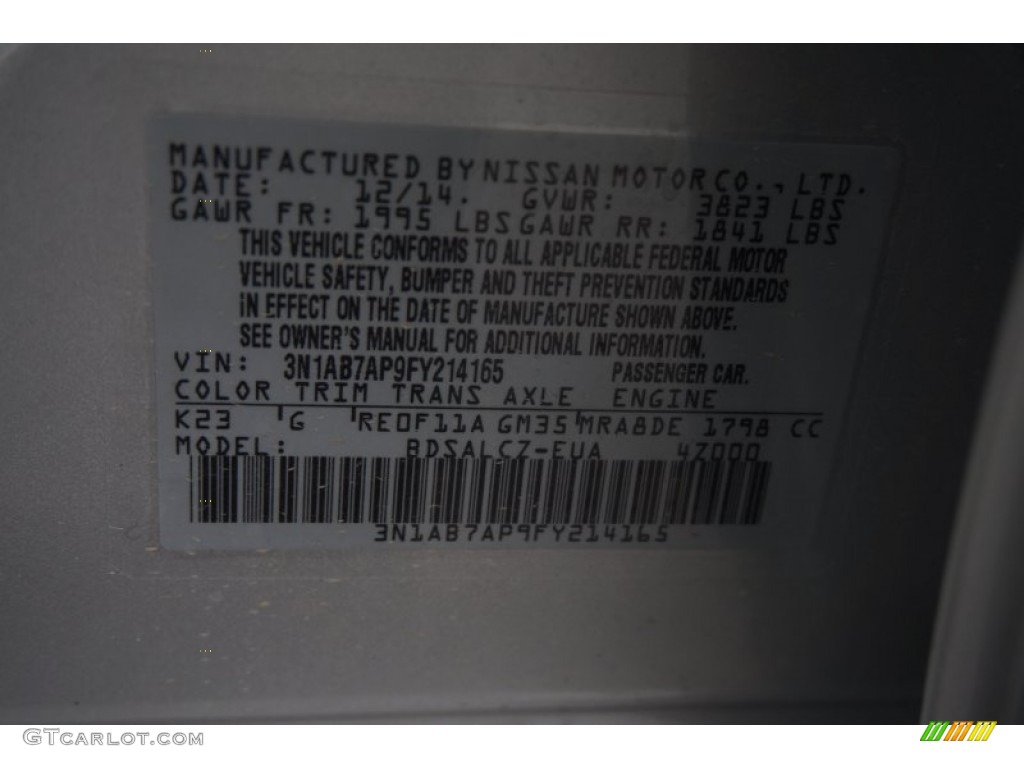 MANUFACTURED BY NISSAN MOTOR CO., LTD.
DATE: 12/14. GVWR: 3823 LBS
GAWR FR: 1995 LBS GAWR RR: 1841 LBS
THIS VEHICLE CONFORMS TO ALL APPLICABLE FEDERAL MOTOR
VEHICLE SAFETY, BUMPER AND THEFT PREVENTION STANDARDS
IN EFFECT ON THE DATE OF MANUFACTURE SHOWN ABOVE.
SEE OWNER'S MANUAL FOR ADDITIONAL INFORMATION.
VIN: 3N1AB7AP9FY214165 PASSENGER CAR.
COLOR TRIM TRANS AXLE ENGINE
K23 G RE0F11A GM35 MRA8DE 1798 CC
MODEL: BDSALCZ-EUA 47000
3N1AB7AP9FY214165
GTCARLOT.COM